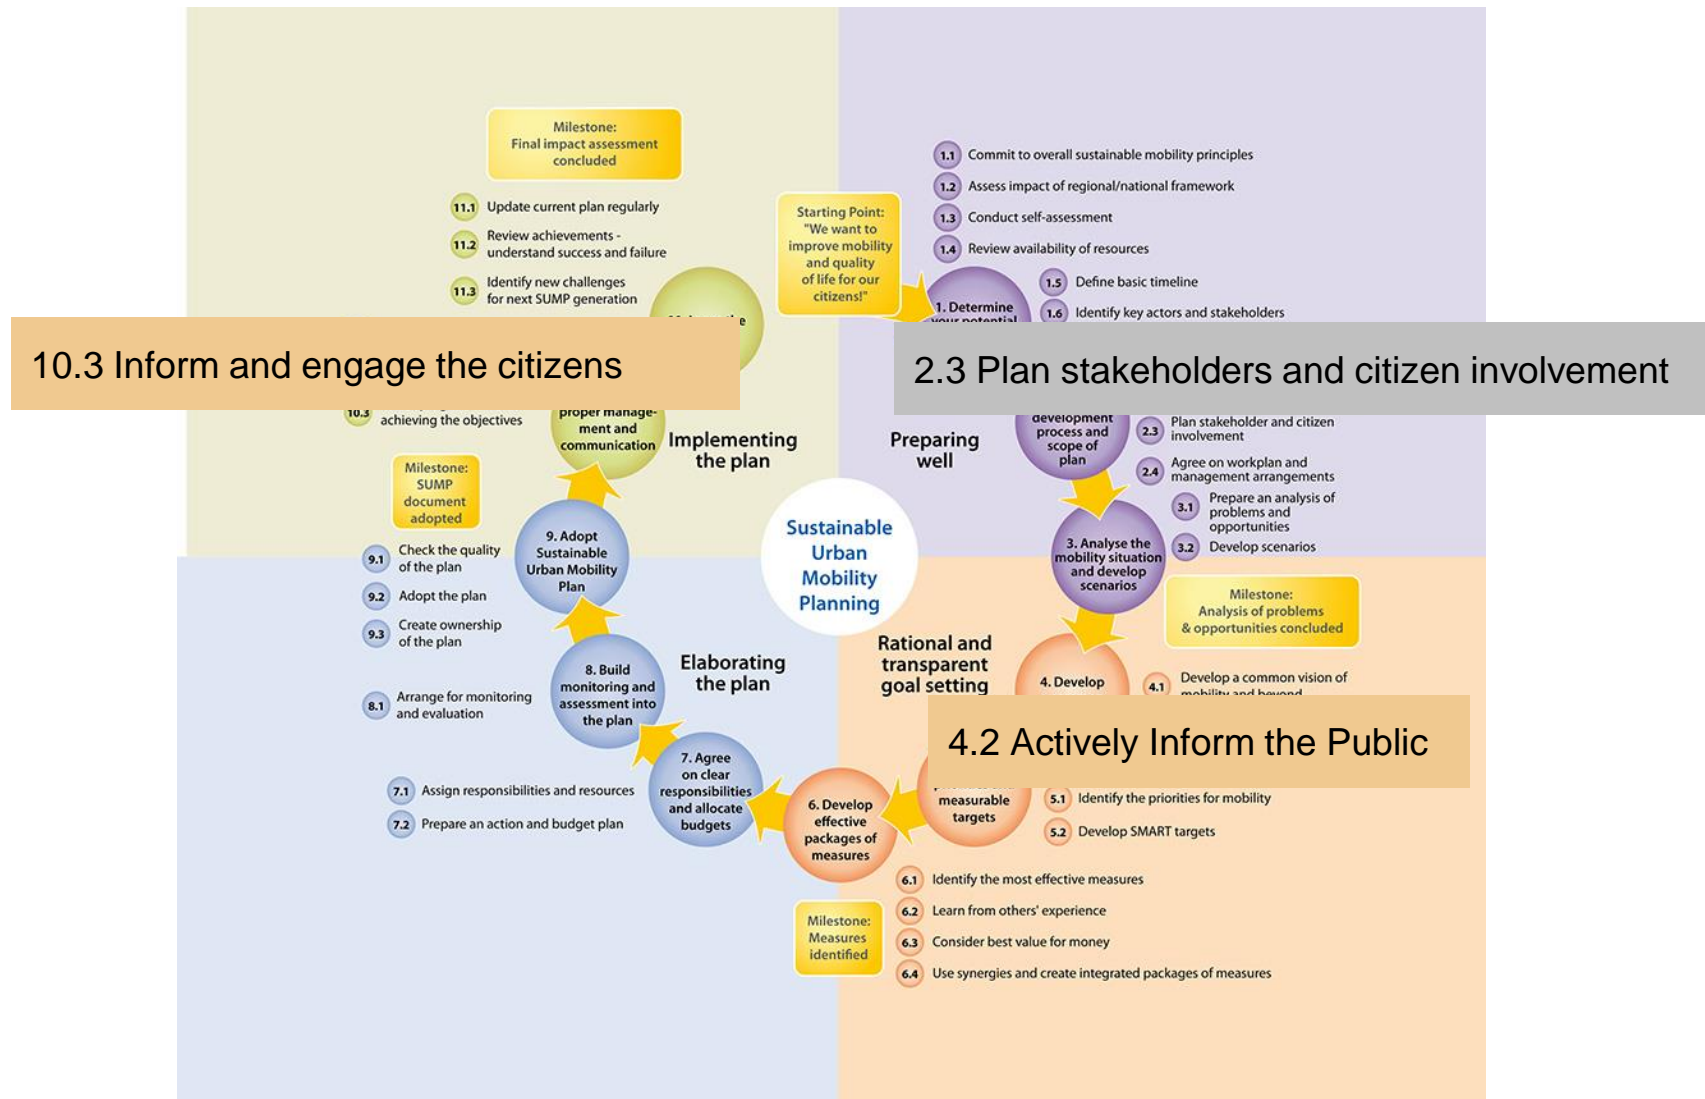 Milestone:
Final impact assessment
concluded
11.1 Update current plan regularly
11.2 Review achievements -
understand success and failure
11.3 Identify new challenges
for next SUMP generation
Starting Point:
"We want to
improve mobility
and quality
of life for our
citizens!"
1.1 Commit to overall sustainable mobility principles
1.2 Assess impact of regional/national framework
1.3 Conduct self-assessment
1.4 Review availability of resources
1.5 Define basic timeline
1.6 Identify key actors and stakeholders
1. Determine
your potential
10.3 Inform and engage the citizens
2.3 Plan stakeholders and citizen involvement
10.3
achieving the objectives
proper manage-
ment and
communication
Implementing
the plan
Preparing
well
development
process and
scope of
plan
2.3 Plan stakeholder and citizen
involvement
2.4 Agree on workplan and
management arrangements
3.1 Prepare an analysis of
problems and
opportunities
3.2 Develop scenarios
Milestone:
SUMP
document
adopted
9. Adopt
Sustainable
Urban Mobility
Plan
9.1 Check the quality
of the plan
9.2 Adopt the plan
9.3 Create ownership
of the plan
Sustainable
Urban
Mobility
Planning
3. Analyse the
mobility situation
and develop
scenarios
Milestone:
Analysis of problems
& opportunities concluded
Elaborating
the plan
Rational and
transparent
goal setting
8. Build
monitoring and
assessment into
the plan
8.1 Arrange for monitoring
and evaluation
4. Develop
4.1 Develop a common vision of
mobility and beyond
4.2 Actively Inform the Public
7. Agree
on clear
responsibilities
and allocate
budgets
7.1 Assign responsibilities and resources
7.2 Prepare an action and budget plan
measurable
targets
5.1 Identify the priorities for mobility
5.2 Develop SMART targets
6. Develop
effective
packages of
measures
6.1 Identify the most effective measures
6.2 Learn from others' experience
6.3 Consider best value for money
6.4 Use synergies and create integrated packages of measures
Milestone:
Measures
identified